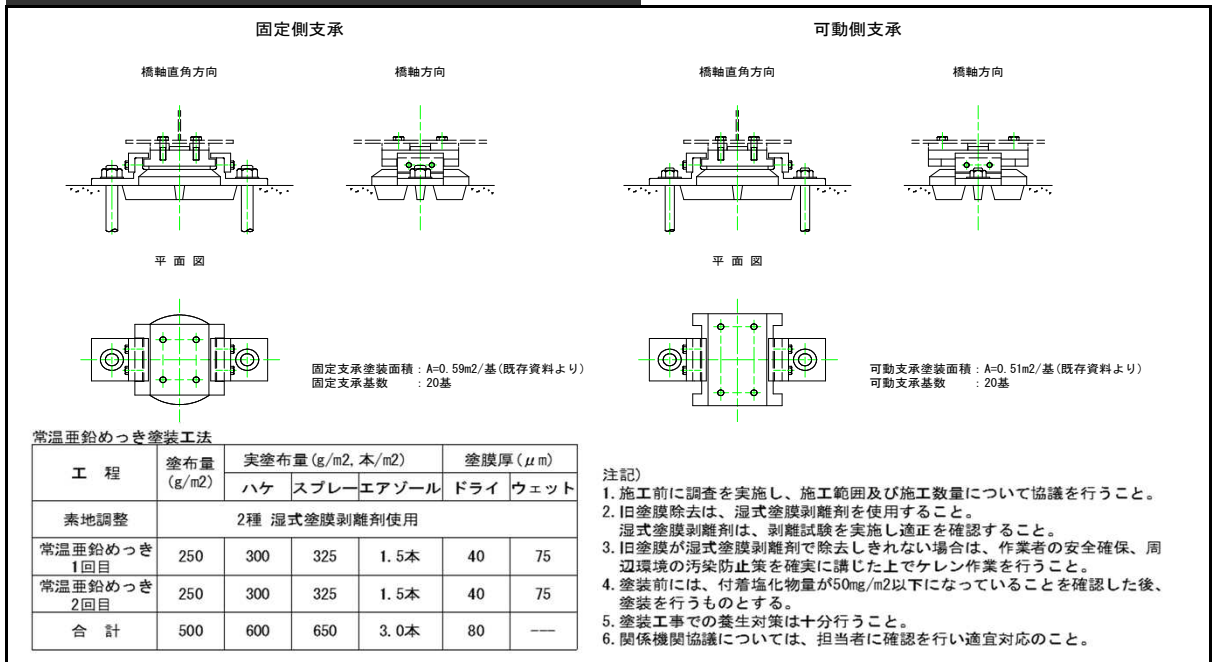 固定側支承
橋軸直角方向
橋軸方向
平面図
固定支承塗装面積：A=0.59m2/基(既存資料より)
固定支承基数　：20基
可動側支承
橋軸直角方向
橋軸方向
平面図
可動支承塗装面積：A=0.51m2/基(既存資料より)
可動支承基数　：20基
常温亜鉛めっき塗装工法
工 程 塗布量(g/m2) 実塗布量(g/m2,本/m2) 塗膜厚(μm)
ハケ スプレー エアゾール ドライ ウェット
素地調整 2種 湿式塗膜剥離剤使用
常温亜鉛めっき1回目 250 300 325 1.5本 40 75
常温亜鉛めっき2回目 250 300 325 1.5本 40 75
合 計 500 600 650 3.0本 80 ---
注記)
1.施工前に調査を実施し、施工範囲及び施工数量について協議を行うこと。
2.旧塗膜除去は、湿式塗膜剥離剤を使用すること。
湿式塗膜剥離剤は、剥離試験を実施し適正を確認すること。
3.旧塗膜が湿式塗膜剥離剤で除去しきれない場合は、作業者の安全確保、周
辺環境の汚染防止策を確実に講じた上でケレン作業を行うこと。
4.塗装前には、付着塩化物量が50mg/m2以下になっていることを確認した後、
塗装を行うものとする。
5.塗装工事での養生対策は十分行うこと。
6.関係機関協議については、担当者に確認を行い適宜対応のこと。